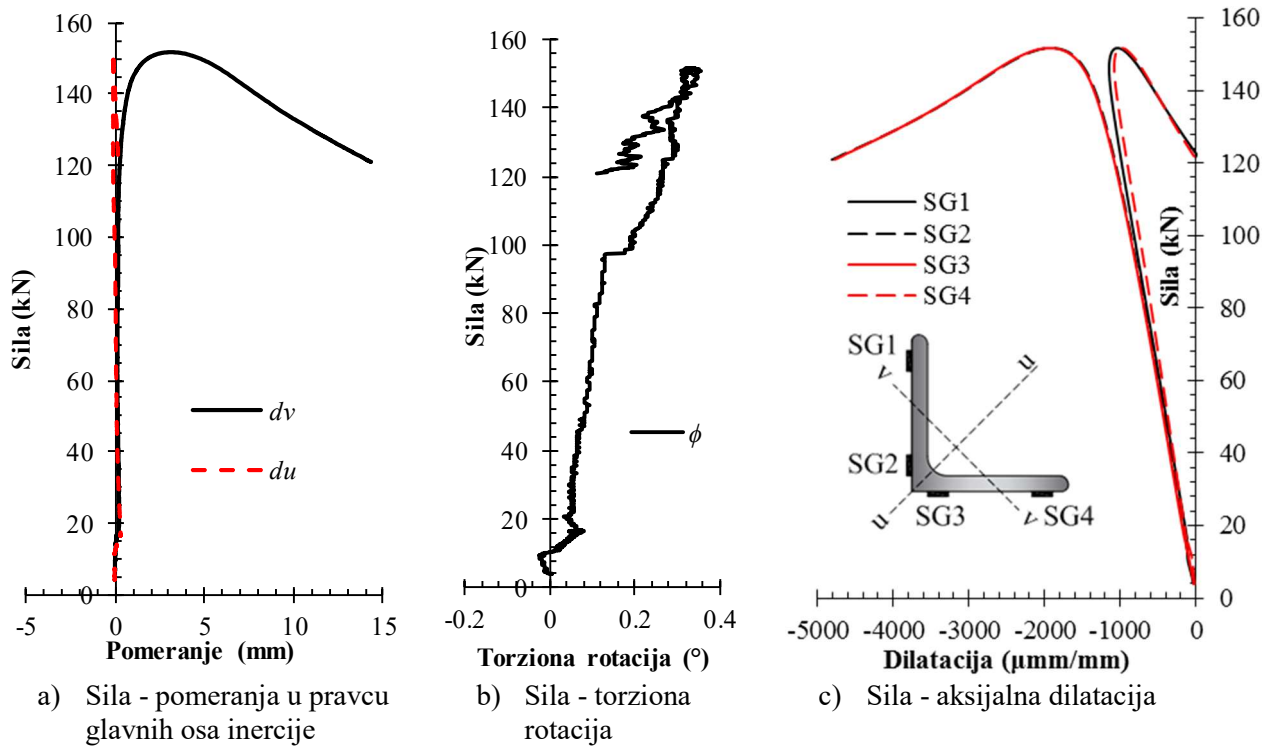 160
140
120
100
80
60
40
20
0
Sila (kN)
dv
du
-5
0
5
10
15
Pomeranje (mm)
a) Sila - pomeranja u pravcu
glavnih osa inercije
160
140
120
100
80
60
40
20
0
Sila (kN)
ϕ
-0.2
0
0.2
0.4
Torziona rotacija (°)
b) Sila - torziona
rotacija
160
140
120
100
80
60
40
20
0
Sila (kN)
SG1
SG2
SG3
SG4
SG1
v
u
SG2
u
SG3
v
SG4
-5000
-4000
-3000
-2000
-1000
0
Dilatacija (µmm/mm)
c) Sila - aksijalna dilatacija